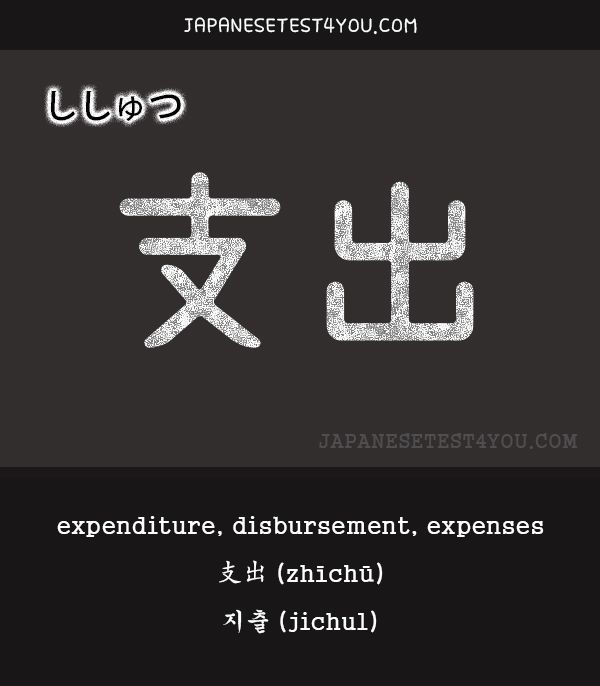 JAPANESETEST4YOU.COM
ししゅつ
支出
JAPANESETEST4YOU.COM
expenditure, disbursement, expenses
支出 (zhīchū)
지출 (jichul)